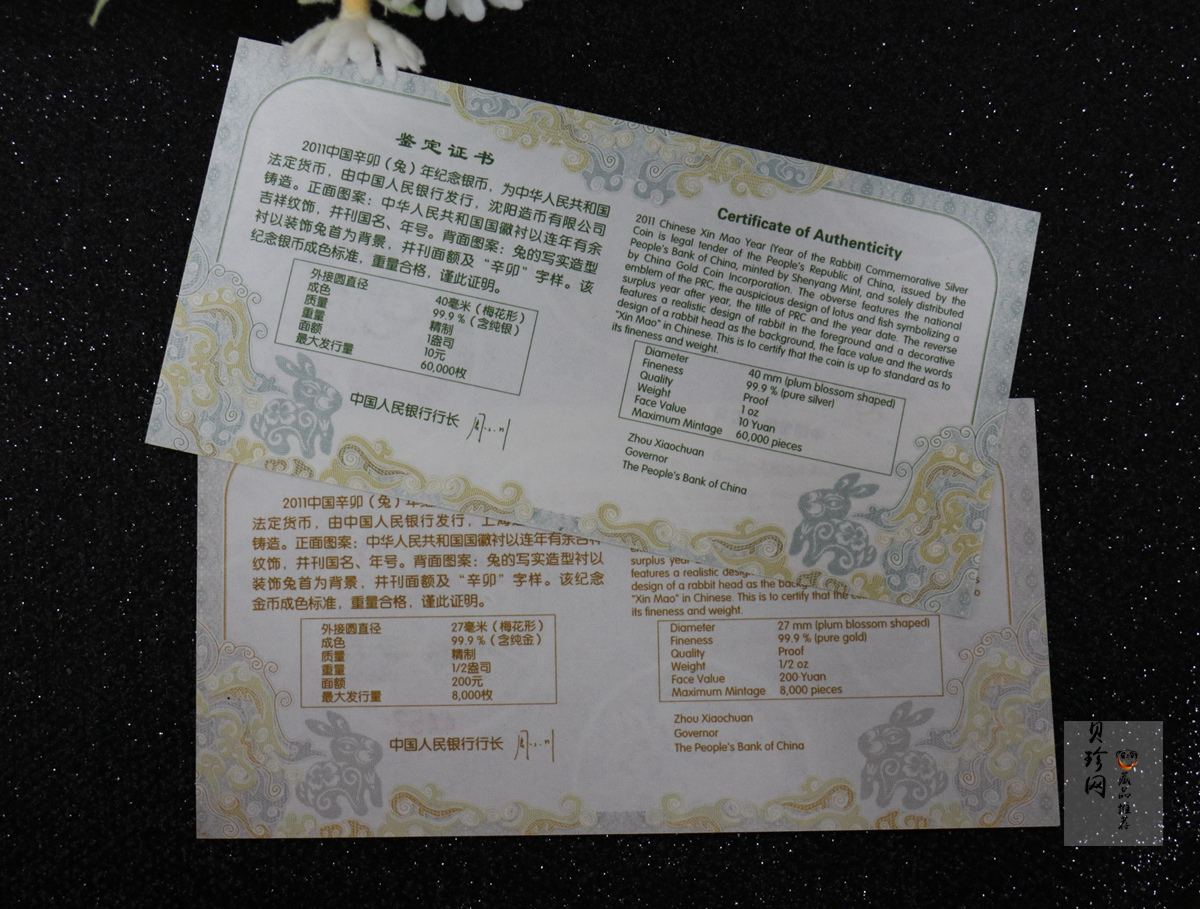 鉴定证书
2011中国辛卯（兔）年纪念银币，为中华人民共和国
法定货币，由中国人民银行发行，沈阳造币有限公司
铸造。正面图案：中华人民共和国国徽衬以连年有余
吉祥纹饰，并刊国名、年号。背面图案：兔的写实造型
衬以装饰兔首为背景，并刊面额及“辛卯”字样。该
纪念银币成色标准，重量合格，谨此证明。
外接圆直径 40毫米（梅花形）
成色 99.9 %（含纯银）
质量 精制
重量 1盎司
面额 10元
最大发行量 60,000枚
中国人民银行行长
Certificate of Authenticity
2011 Chinese Xin Mao Year (Year of the Rabbit) Commemorative Silver
Coin is legal tender of the People's Republic of China, issued by the
People's Bank of China, minted by Shenyang Mint, and solely distributed
by China Gold Coin Incorporation. The obverse features the national
emblem of the PRC, the auspicious design of lotus and fish symbolizing a
surplus year after year, the title of PRC and the year date. The reverse
features a realistic design of rabbit in the foreground and a decorative
design of a rabbit head as the background, the face value and the words
"Xin Mao" in Chinese. This is to certify that the coin is up to standard as to
its fineness and weight.
Diameter 40 mm (plum blossom shaped)
Fineness 99.9 % (pure silver)
Quality Proof
Weight 1 oz
Face Value 10 Yuan
Maximum Mintage 60,000 pieces
Zhou Xiaochuan
Governor
The People's Bank of China
2011中国辛卯（兔）年
法定货币，由中国人民银行发行，上海
铸造。正面图案：中华人民共和国国徽衬以连年有余吉祥
纹饰，并刊国名、年号。背面图案：兔的写实造型衬以
装饰兔首为背景，并刊面额及“辛卯”字样。该纪念
金币成色标准，重量合格，谨此证明。
外接圆直径 27毫米（梅花形）
成色 99.9 %（含纯金）
质量 精制
重量 1/2盎司
面额 200元
最大发行量 8,000枚
中国人民银行行长
surplus year
features a realistic
design of a rabbit head as the
"Xin Mao" in Chinese. This is to certify that the
its fineness and weight.
Diameter 27 mm (plum blossom shaped)
Fineness 99.9 % (pure gold)
Quality Proof
Weight 1/2 oz
Face Value 200 Yuan
Maximum Mintage 8,000 pieces
Zhou Xiaochuan
Governor
The People's Bank of China
贝珍网
藏品推荐